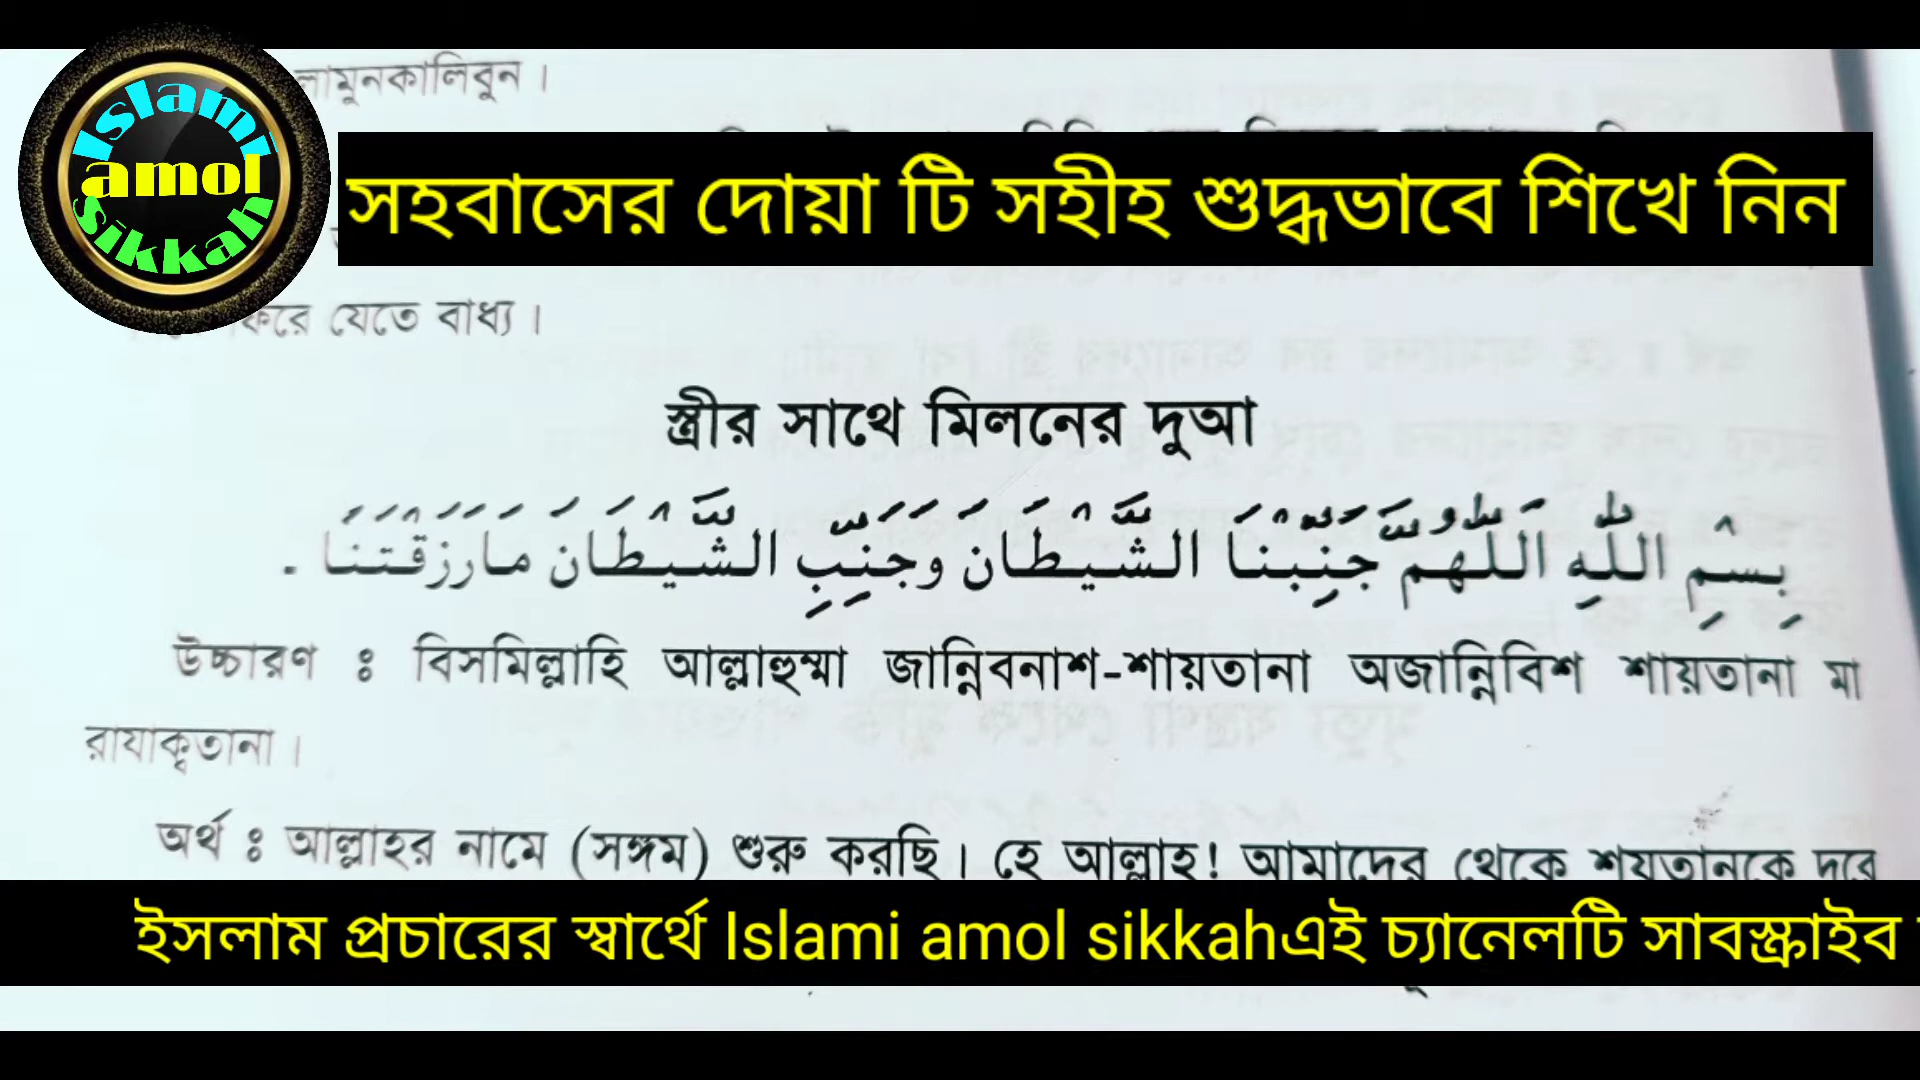 Islami
amol
sikkah
লামুনকালিবুন ।
সহবাসের দোয়া টি সহীহ শুদ্ধভাবে শিখে নিন
করে যেতে বাধ্য ।
স্ত্রীর সাথে মিলনের দুআ
بِسْمِ اللّٰهِ اَللّٰهُمَّ جَنِّبْنَا الشَّيْطَانَ وَجَنِّبِ الشَّيْطَانَ مَارَزَقْتَنَا .
উচ্চারণ ঃ বিসমিল্লাহি আল্লাহুম্মা জান্নিবনাশ-শায়তানা অজান্নিবিশ শায়তানা মা
রাযাক্বতানা ।
অর্থ ঃ আল্লাহর নামে (সঙ্গম) শুরু করছি । হে আল্লাহ! আমাদের থেকে শয়তানকে দূরে
ইসলাম প্রচারের স্বার্থে Islami amol sikkahএই চ্যানেলটি সাবস্ক্রাইব